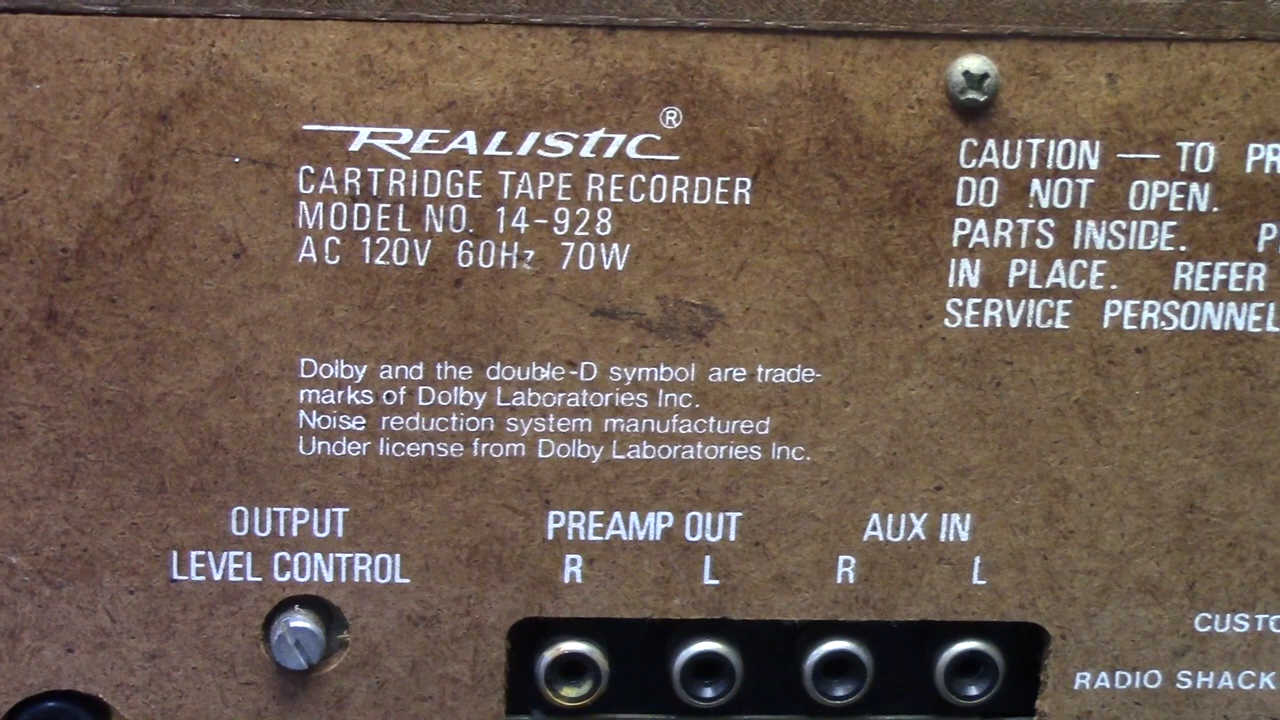 REALISTIC®
CARTRIDGE TAPE RECORDER
MODEL NO. 14-928
AC 120V 60Hz 70W
CAUTION — TO
DO NOT OPEN.
PARTS INSIDE.
IN PLACE. REFER
SERVICE PERSONNEL
Dolby and the double-D symbol are trade-
marks of Dolby Laboratories Inc.
Noise reduction system manufactured
Under license from Dolby Laboratories Inc.
OUTPUT
LEVEL CONTROL
PREAMP OUT
R L
AUX IN
R L
RADIO SHACK